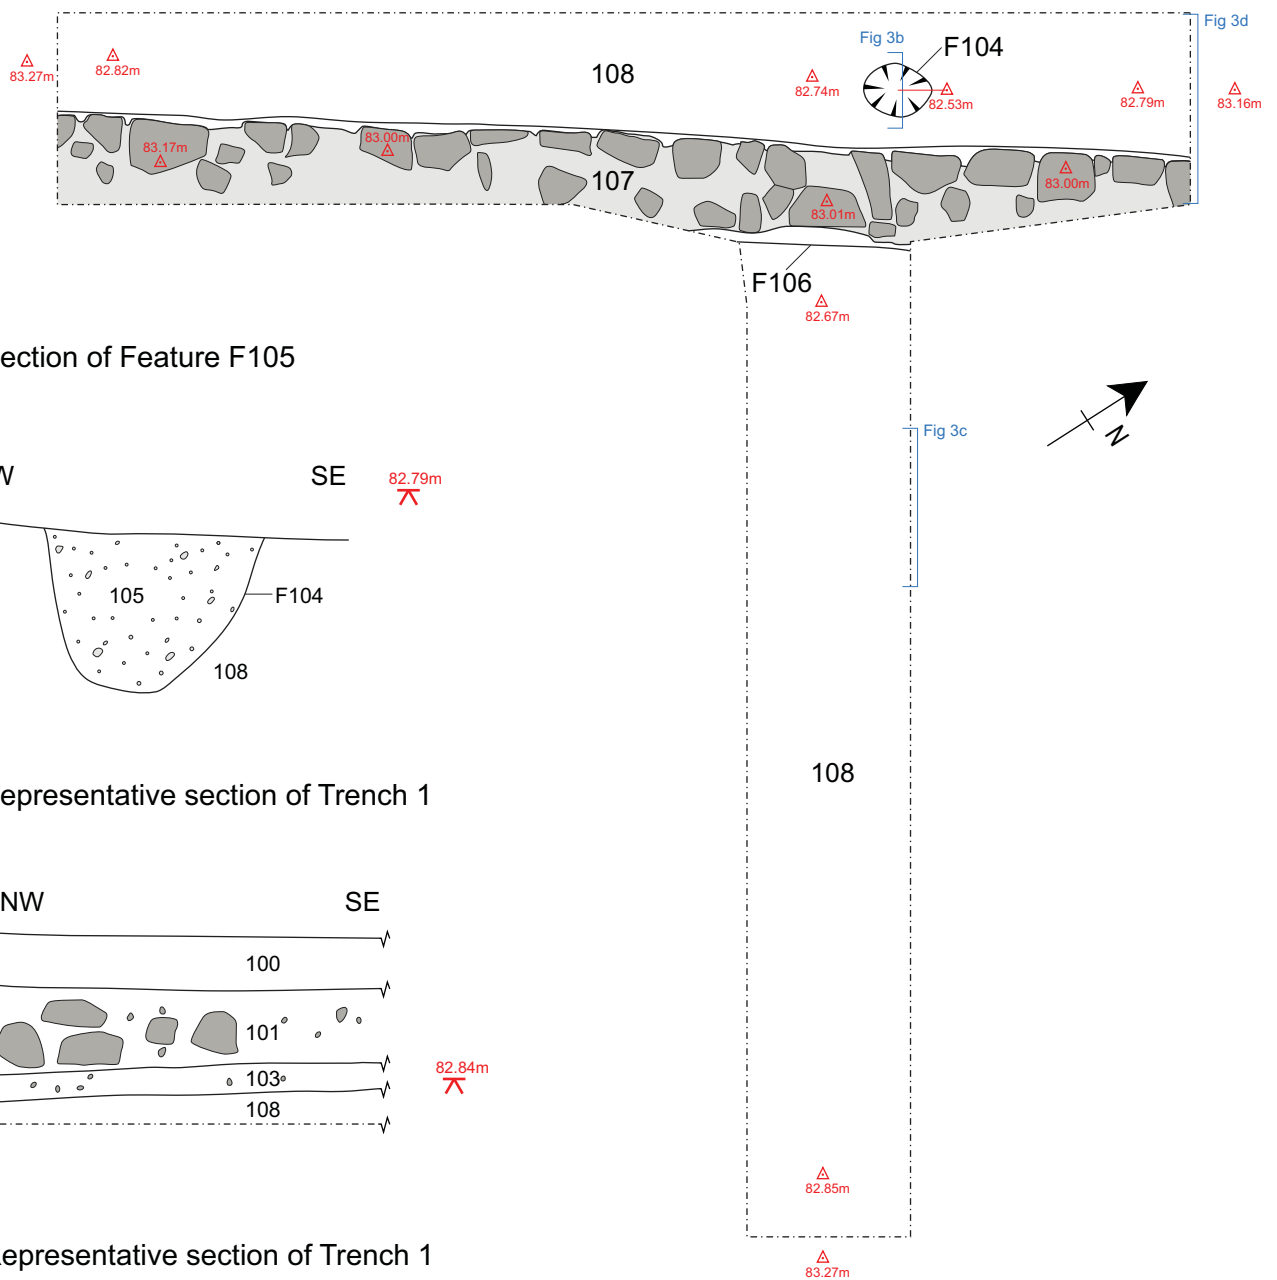 Fig 3d
Fig 3b
F104
83.27m
82.82m
108
82.74m
82.53m
82.79m
83.16m
83.17m
83.00m
107
83.00m
83.01m
F106
82.67m
ection of Feature F105
N
Fig 3c
W
SE
82.79m
105
F104
108
108
epresentative section of Trench 1
NW
SE
100
101
103
82.84m
108
82.85m
epresentative section of Trench 1
83.27m